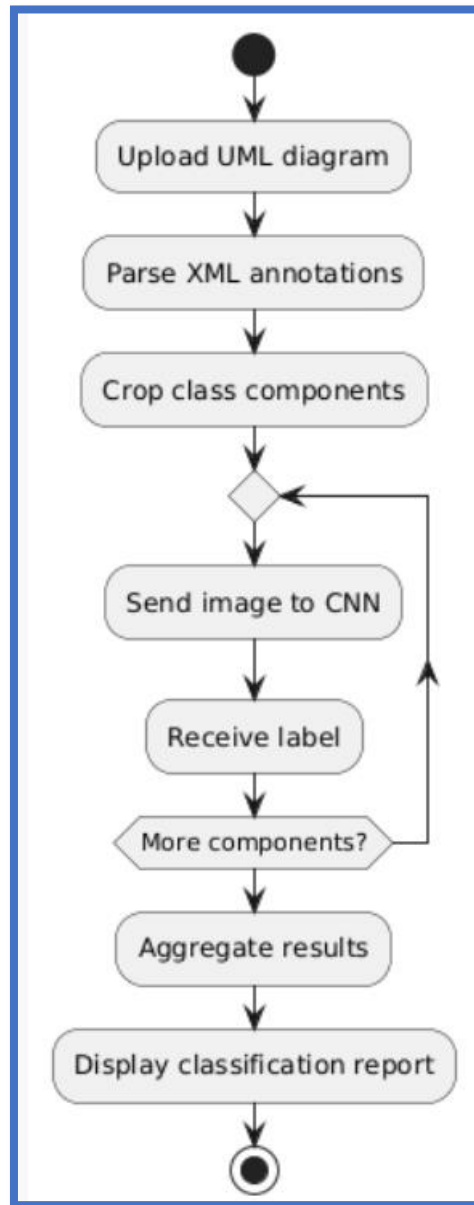 Upload UML diagram
Parse XML annotations
Crop class components
Send image to CNN
Receive label
More components?
Aggregate results
Display classification report